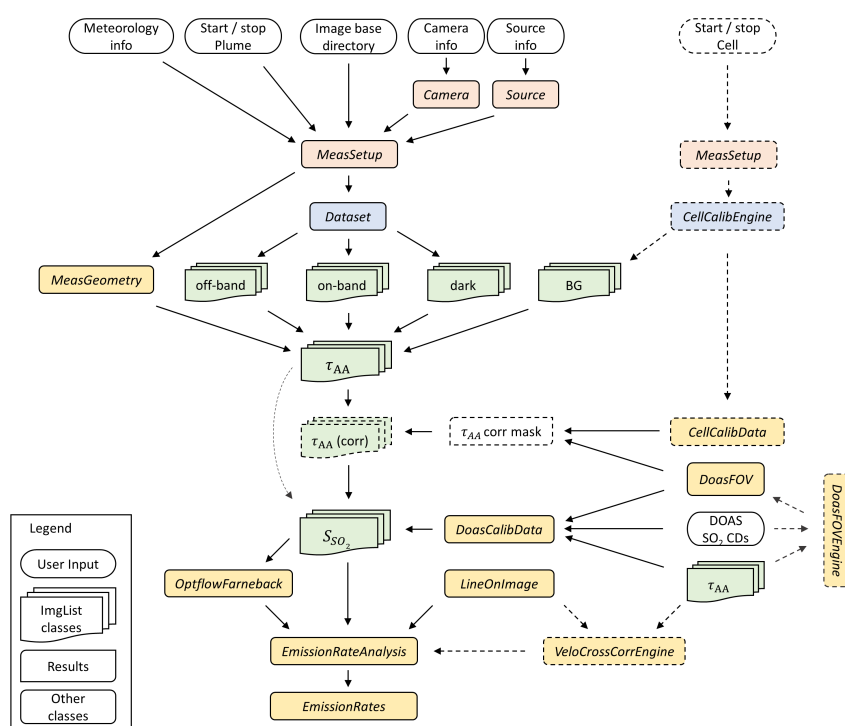 Meteorology
info
Start / stop
Plume
Image base
directory
Camera
info
Source
info
Start / stop
Cell
Camera
Source
MeasSetup
MeasSetup
Dataset
CellCalibEngine
MeasGeometry
off-band
on-band
dark
BG
τAA
τAA (corr)
τAA corr mask
CellCalibData
DoasFOV
DoasFOVEngine
SSO2
DoasCalibData
DOAS
SO2 CDs
τAA
OptflowFarneback
LineOnImage
EmissionRateAnalysis
VeloCrossCorrEngine
EmissionRates
Legend
User Input
ImgList
classes
Results
Other
classes